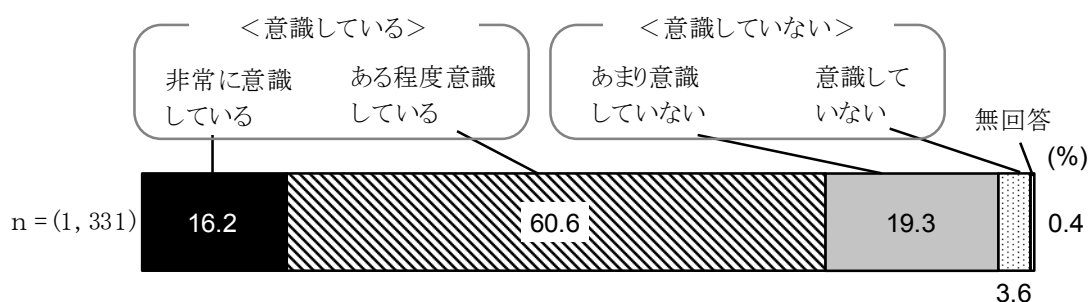 ＜意識している＞
＜意識していない＞
非常に意識
している
ある程度意識
している
あまり意識
していない
意識して
いない
無回答
(%)
n＝(1, 331)
16.2
60.6
19.3
0.4
3.6